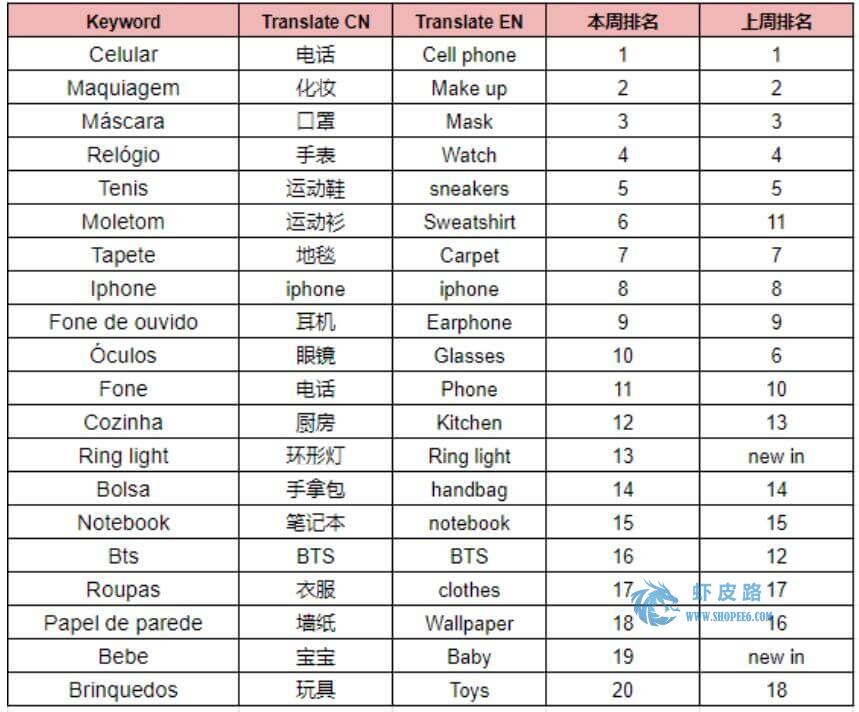 Keyword Translate CN Translate EN 本周排名 上周排名
Celular 电话 Cell phone 1 1
Maquiagem 化妆 Make up 2 2
Máscara 口罩 Mask 3 3
Relógio 手表 Watch 4 4
Tenis 运动鞋 sneakers 5 5
Moletom 运动衫 Sweatshirt 6 11
Tapete 地毯 Carpet 7 7
Iphone iphone iphone 8 8
Fone de ouvido 耳机 Earphone 9 9
Óculos 眼镜 Glasses 10 6
Fone 电话 Phone 11 10
Cozinha 厨房 Kitchen 12 13
Ring light 环形灯 Ring light 13 new in
Bolsa 手拿包 handbag 14 14
Notebook 笔记本 notebook 15 15
Bts BTS BTS 16 12
Roupas 衣服 clothes 17 17
虾皮路
WWW.SHOPEE6.COM
Papel de parede 墙纸 Wallpaper 18 16
Bebe 宝宝 Baby 19 new in
Brinquedos 玩具 Toys 20 18